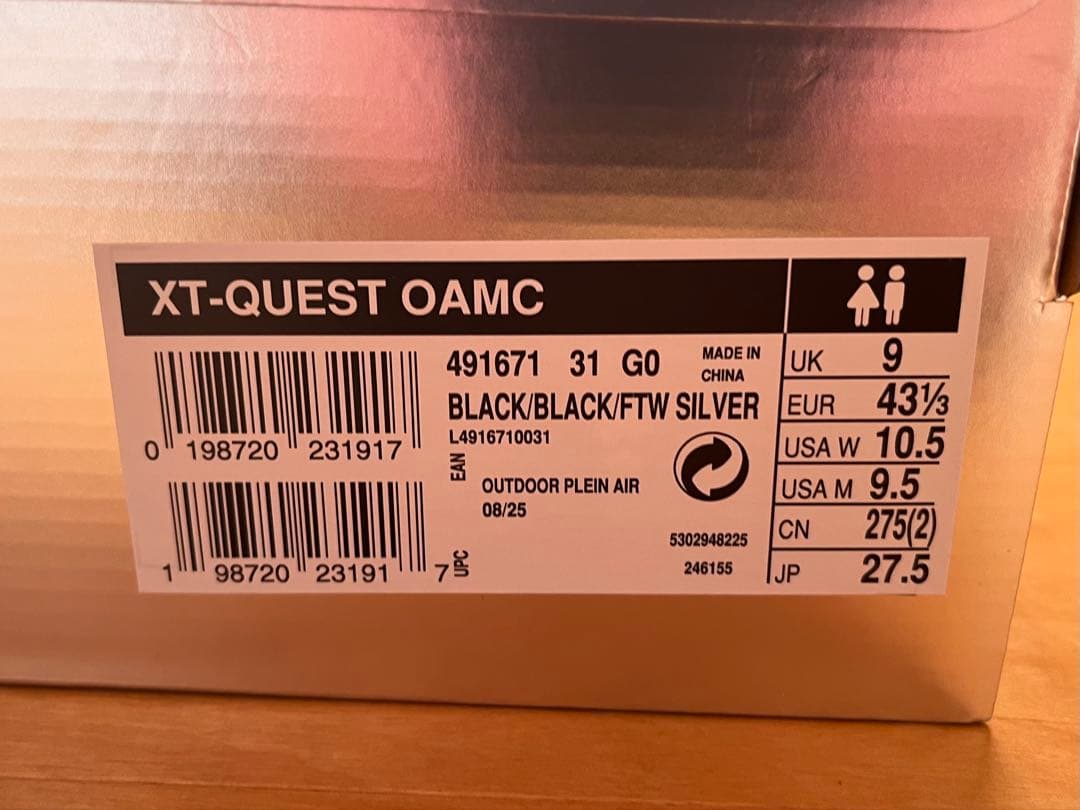 XT-QUEST OAMC
491671 31 G0
MADE IN
CHINA
BLACK/BLACK/FTW SILVER
L4916710031
0 198720 231917
EAN
OUTDOOR PLEIN AIR
08/25
5302948225
246155
1 98720 23191 7
UPC
UK 9
EUR 43⅓
USA W 10.5
USA M 9.5
CN 275(2)
JP 27.5